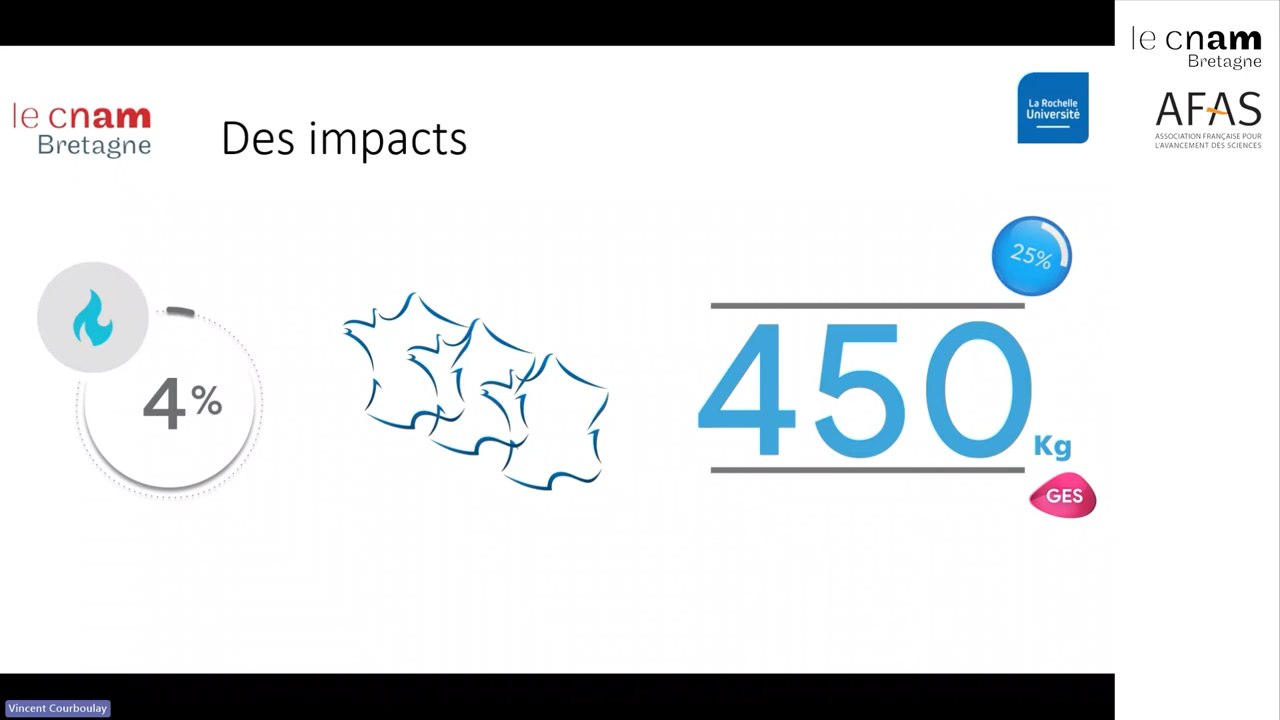 le cnam
Bretagne
Des impacts
La Rochelle
Université
4%
25%
450
Kg
GES
le cnam
Bretagne
AFAS
ASSOCIATION FRANÇAISE POUR
L'AVANCEMENT DES SCIENCES
Vincent Courboulay